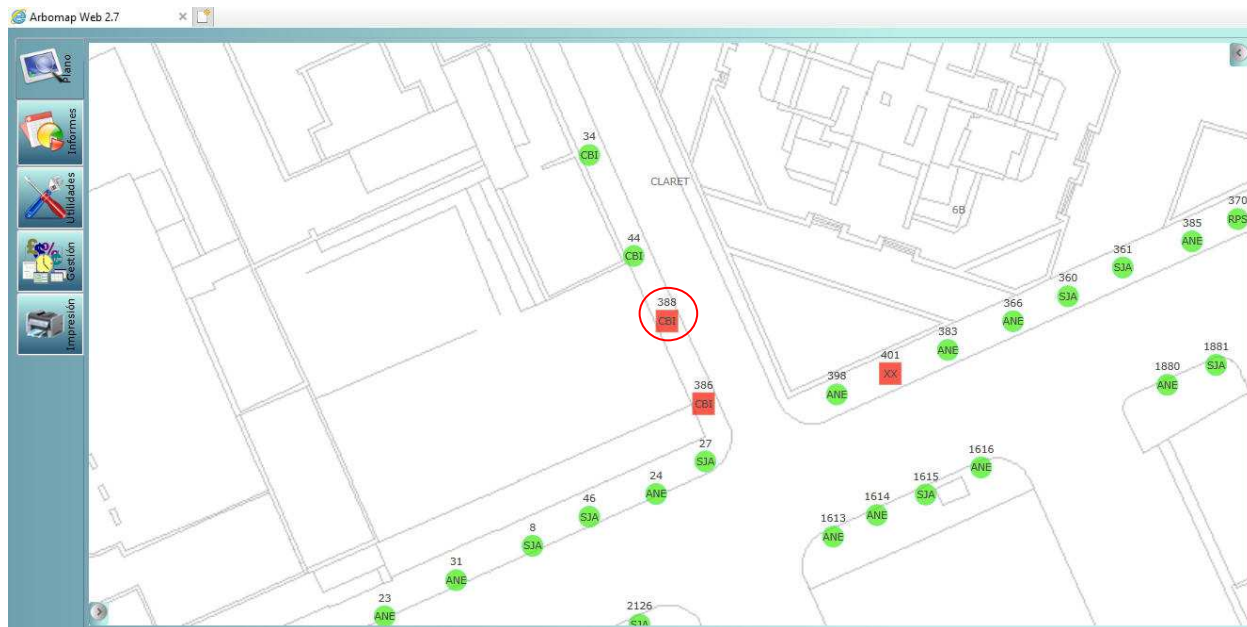 Arbomap Web 2.7
Plano
Informes
Utilidades
Gestión
Impresión
34
CBI
CLARET
6B
370
RPS
385
ANE
44
CBI
361
SJA
360
SJA
388
CBI
366
ANE
383
ANE
401
XX
1881
SJA
1880
ANE
398
ANE
386
CBI
27
SJA
1616
ANE
24
ANE
1615
SJA
46
SJA
1614
ANE
1613
ANE
8
SJA
31
ANE
23
ANE
2126
SJA